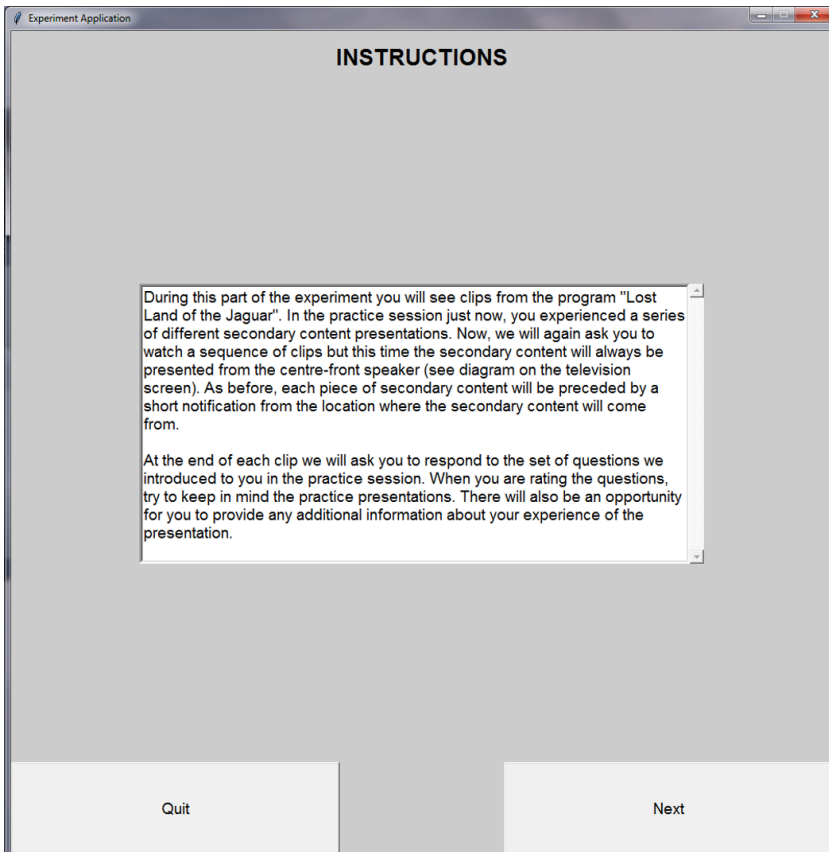 Experiment Application
INSTRUCTIONS
During this part of the experiment you will see clips from the program "Lost
Land of the Jaguar". In the practice session just now, you experienced a series
of different secondary content presentations. Now, we will again ask you to
watch a sequence of clips but this time the secondary content will always be
presented from the centre-front speaker (see diagram on the television
screen). As before, each piece of secondary content will be preceded by a
short notification from the location where the secondary content will come
from.
At the end of each clip we will ask you to respond to the set of questions we
introduced to you in the practice session. When you are rating the questions,
try to keep in mind the practice presentations. There will also be an opportunity
for you to provide any additional information about your experience of the
presentation.
Quit
Next